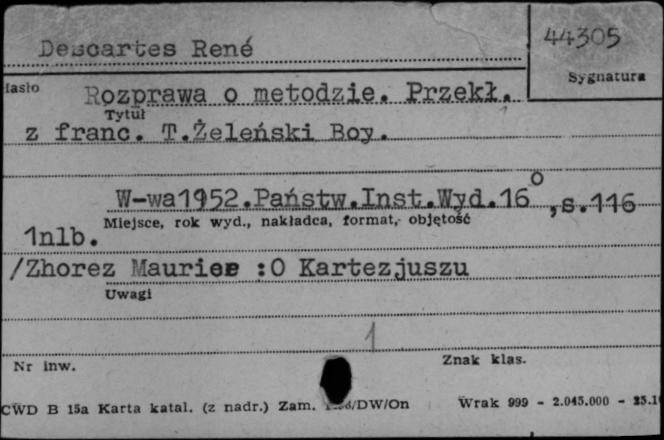 Descartes René
44305
Sygnatura
Hasło
Rozprawa o metodzie. Przekł.
Tytuł
z franc. T.Żeleński Boy.
W-wa1952.Państw.Inst.Wyd.16°,s.116
Miejsce, rok wyd., nakładca, format, objętość
1nlb.
/Zhorez Maurice :O Kartezjuszu
Uwagi
1
Nr inw.
Znak klas.
CWD B 15a Karta katal. (z nadr.) Zam. /DW/On
Wrak 999 - 2.045.000 -